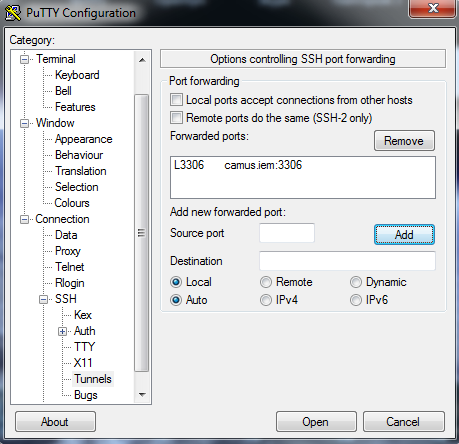 PuTTY Configuration
Category:
Terminal
Keyboard
Bell
Features
Window
Appearance
Behaviour
Translation
Selection
Colours
Connection
Data
Proxy
Telnet
Rlogin
SSH
Kex
Auth
TTY
X11
Tunnels
Bugs
Options controlling SSH port forwarding
Port forwarding
Local ports accept connections from other hosts
Remote ports do the same (SSH-2 only)
Forwarded ports:
Remove
L3306 camus.iem:3306
Add new forwarded port:
Source port
Add
Destination
Local Remote Dynamic
Auto IPv4 IPv6
About Open Cancel